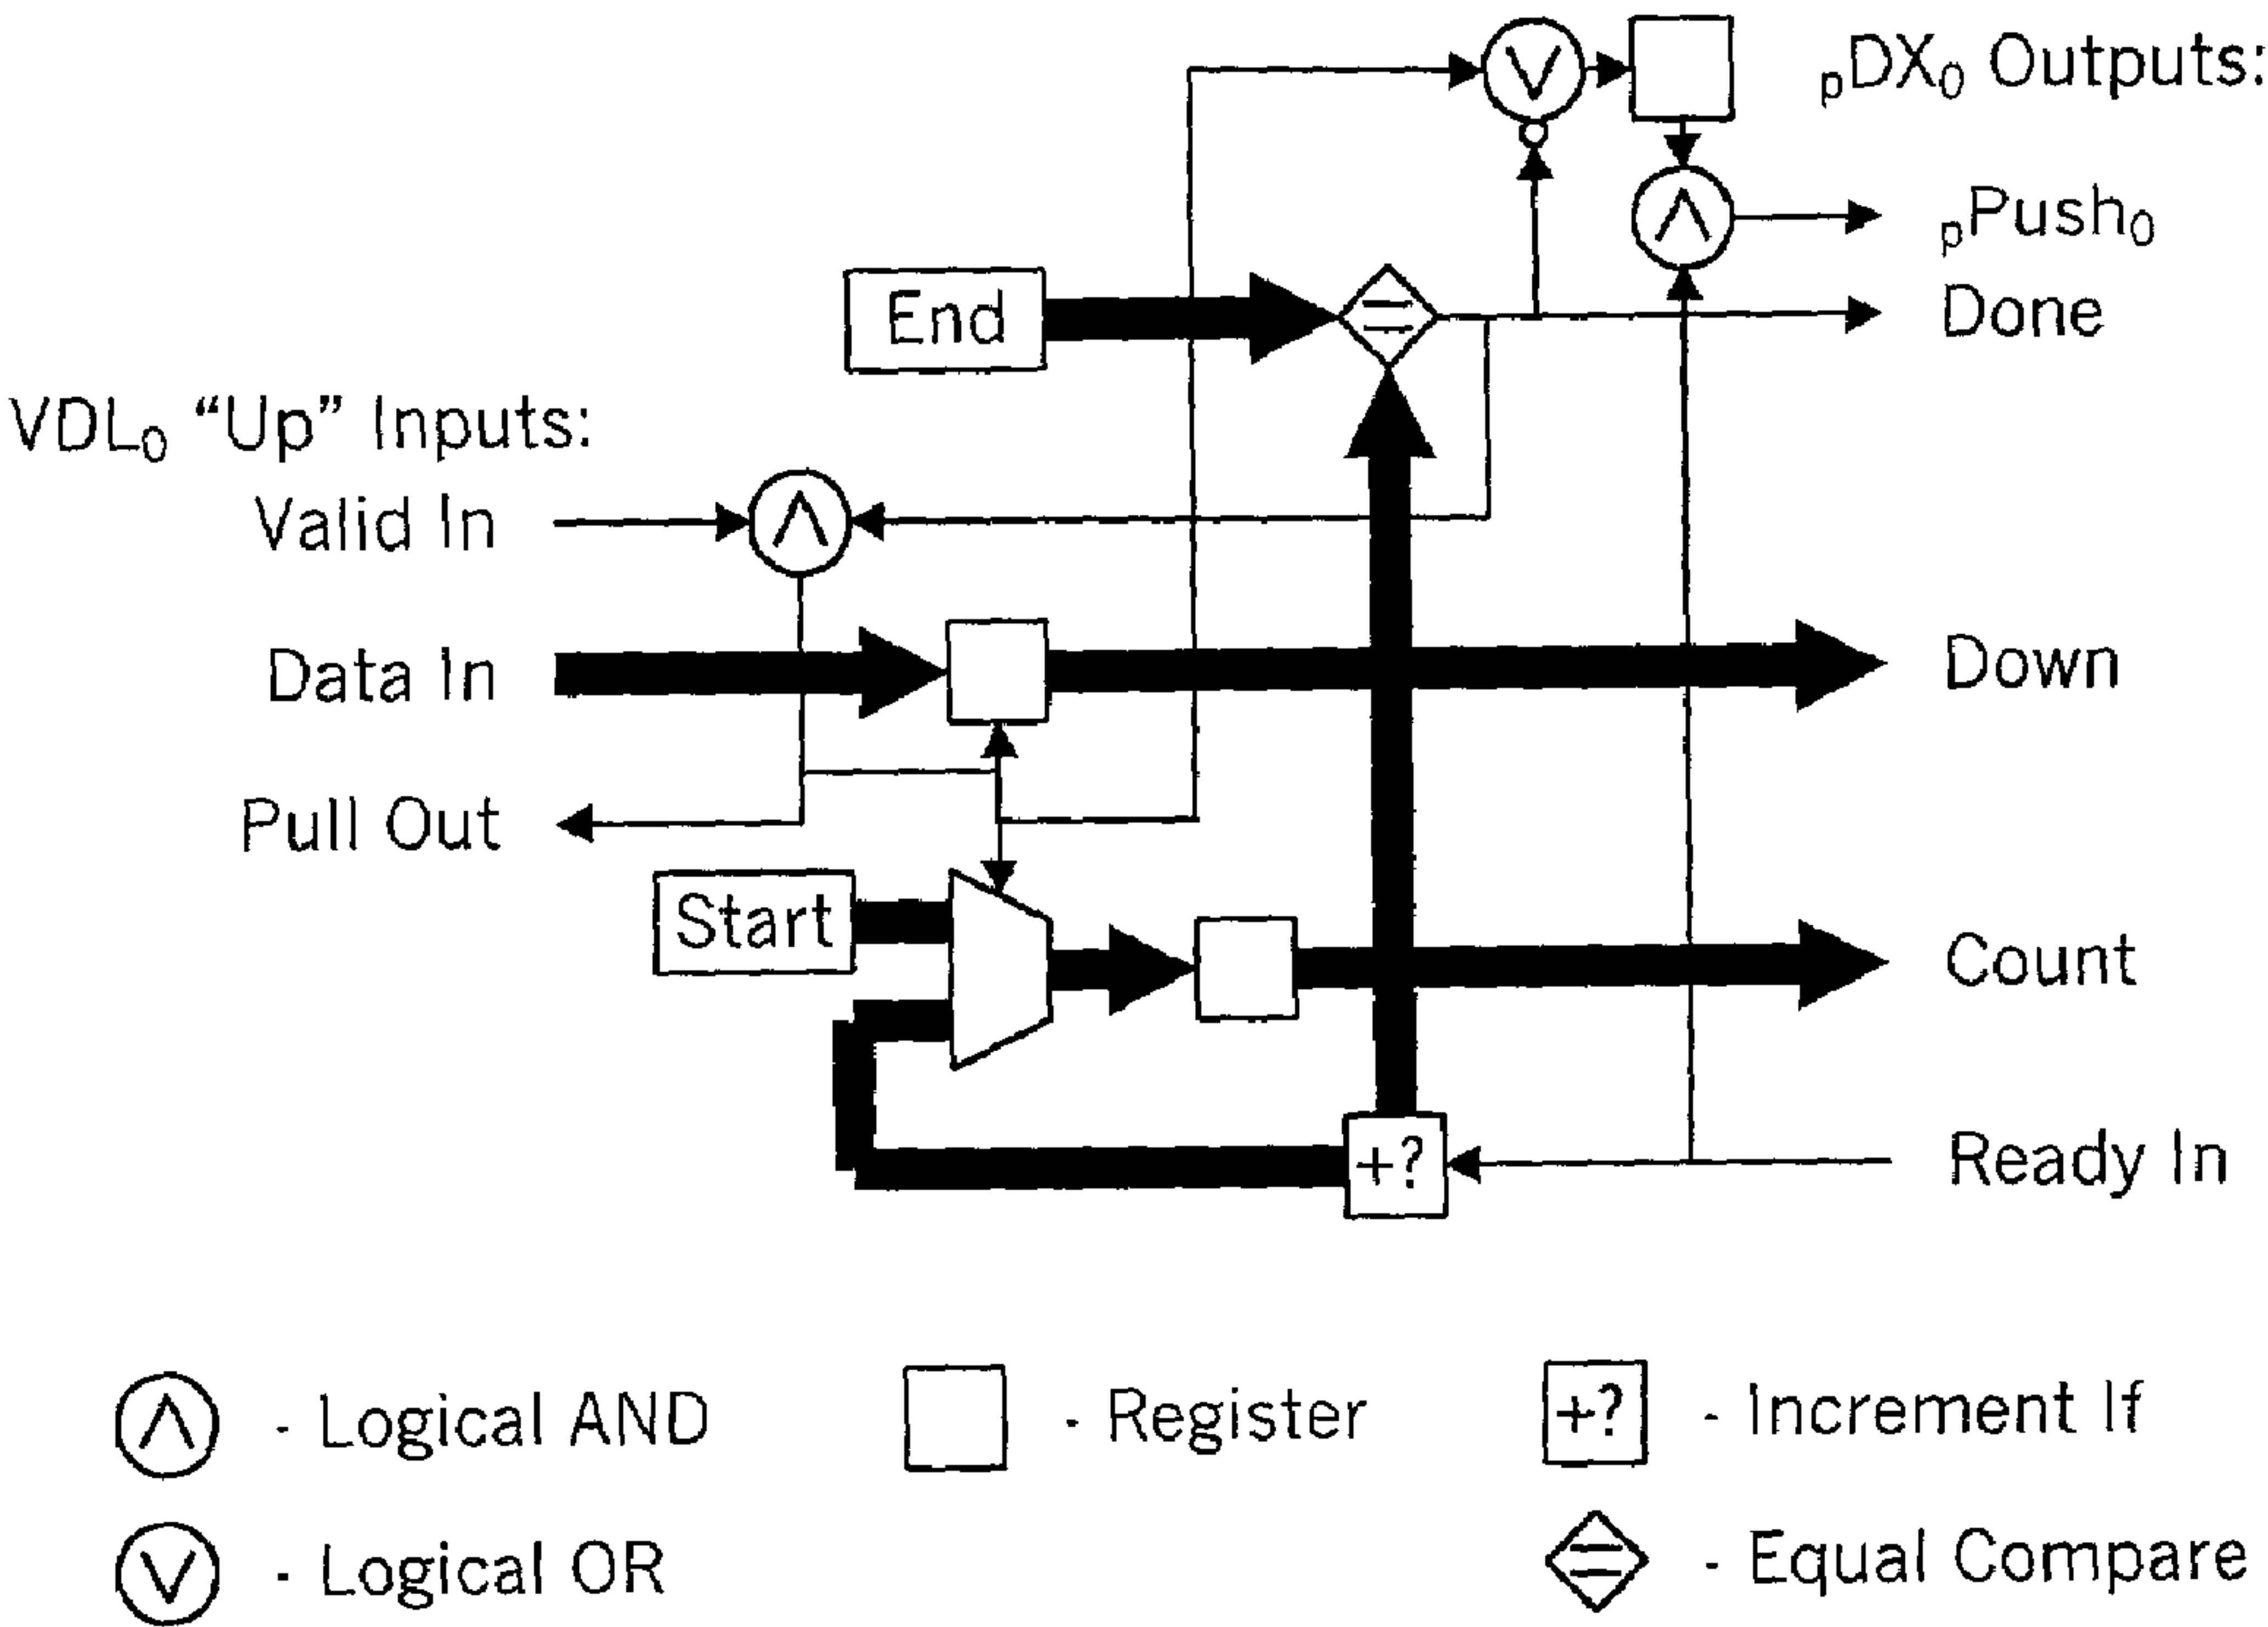 V
pDX0 Outputs:
Λ
pPush0
End
=
Done
VDL0 “Up” Inputs:
Valid In
Λ
Data In
Down
Pull Out
Start
Count
+?
Ready In
Λ - Logical AND
- Register
+? - Increment If
V - Logical OR
= - Equal Compare